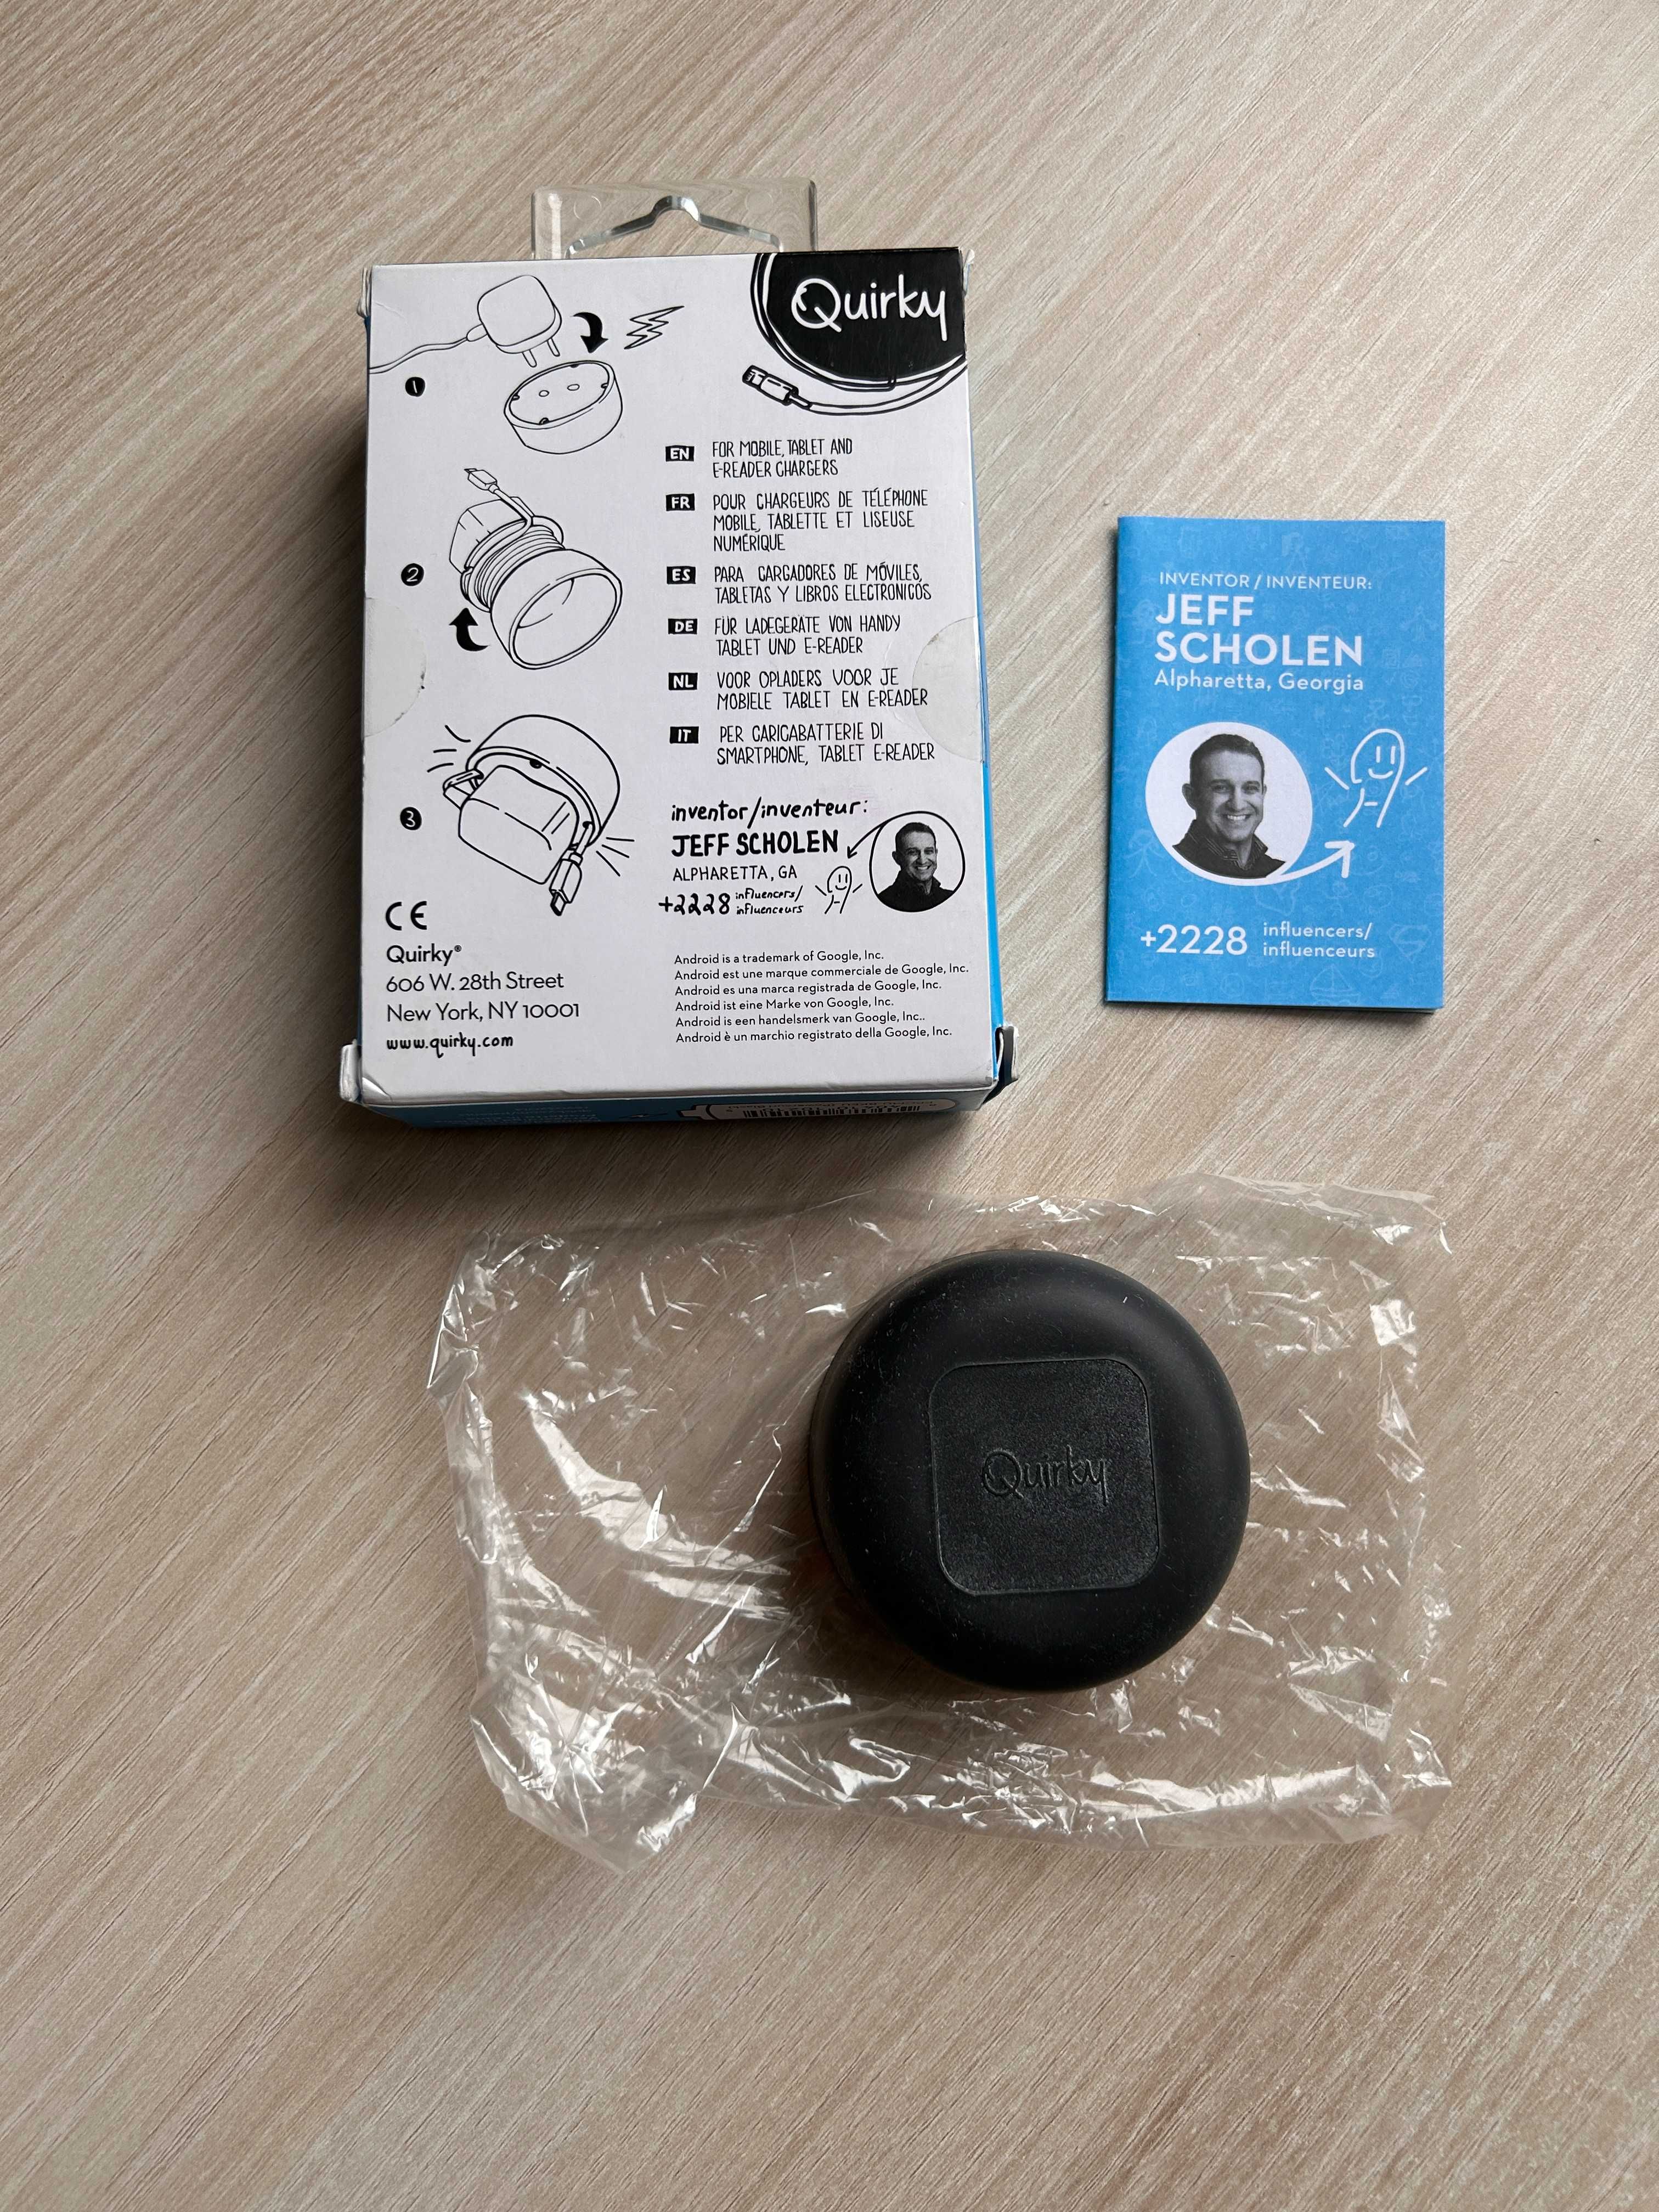 Quirky
1
2
3
EN FOR MOBILE, TABLET AND
E-READER CHARGERS
FR POUR CHARGEURS DE TÉLÉPHONE
MOBILE, TABLETTE ET LISEUSE
NUMÉRIQUE
ES PARA CARGADORES DE MÓVILES,
TABLETAS Y LIBROS ELECTRONICOS
DE FÜR LADEGERÄTE VON HANDY
TABLET UND E-READER
NL VOOR OPLADERS VOOR JE
MOBIELE TABLET EN E-READER
IT PER CARICABATTERIE DI
SMARTPHONE, TABLET E-READER
inventor/inventeur:
JEFF SCHOLEN
ALPHARETTA, GA
+2228 influencers/
influenceurs
CE
Quirky®
606 W. 28th Street
New York, NY 10001
www.quirky.com
Android is a trademark of Google, Inc.
Android est une marque commerciale de Google, Inc.
Android es una marca registrada de Google, Inc.
Android ist eine Marke von Google, Inc.
Android is een handelsmerk van Google, Inc..
Android è un marchio registrato della Google, Inc.
INVENTOR / INVENTEUR:
JEFF
SCHOLEN
Alpharetta, Georgia
+2228 influencers/
influenceurs
Quirky